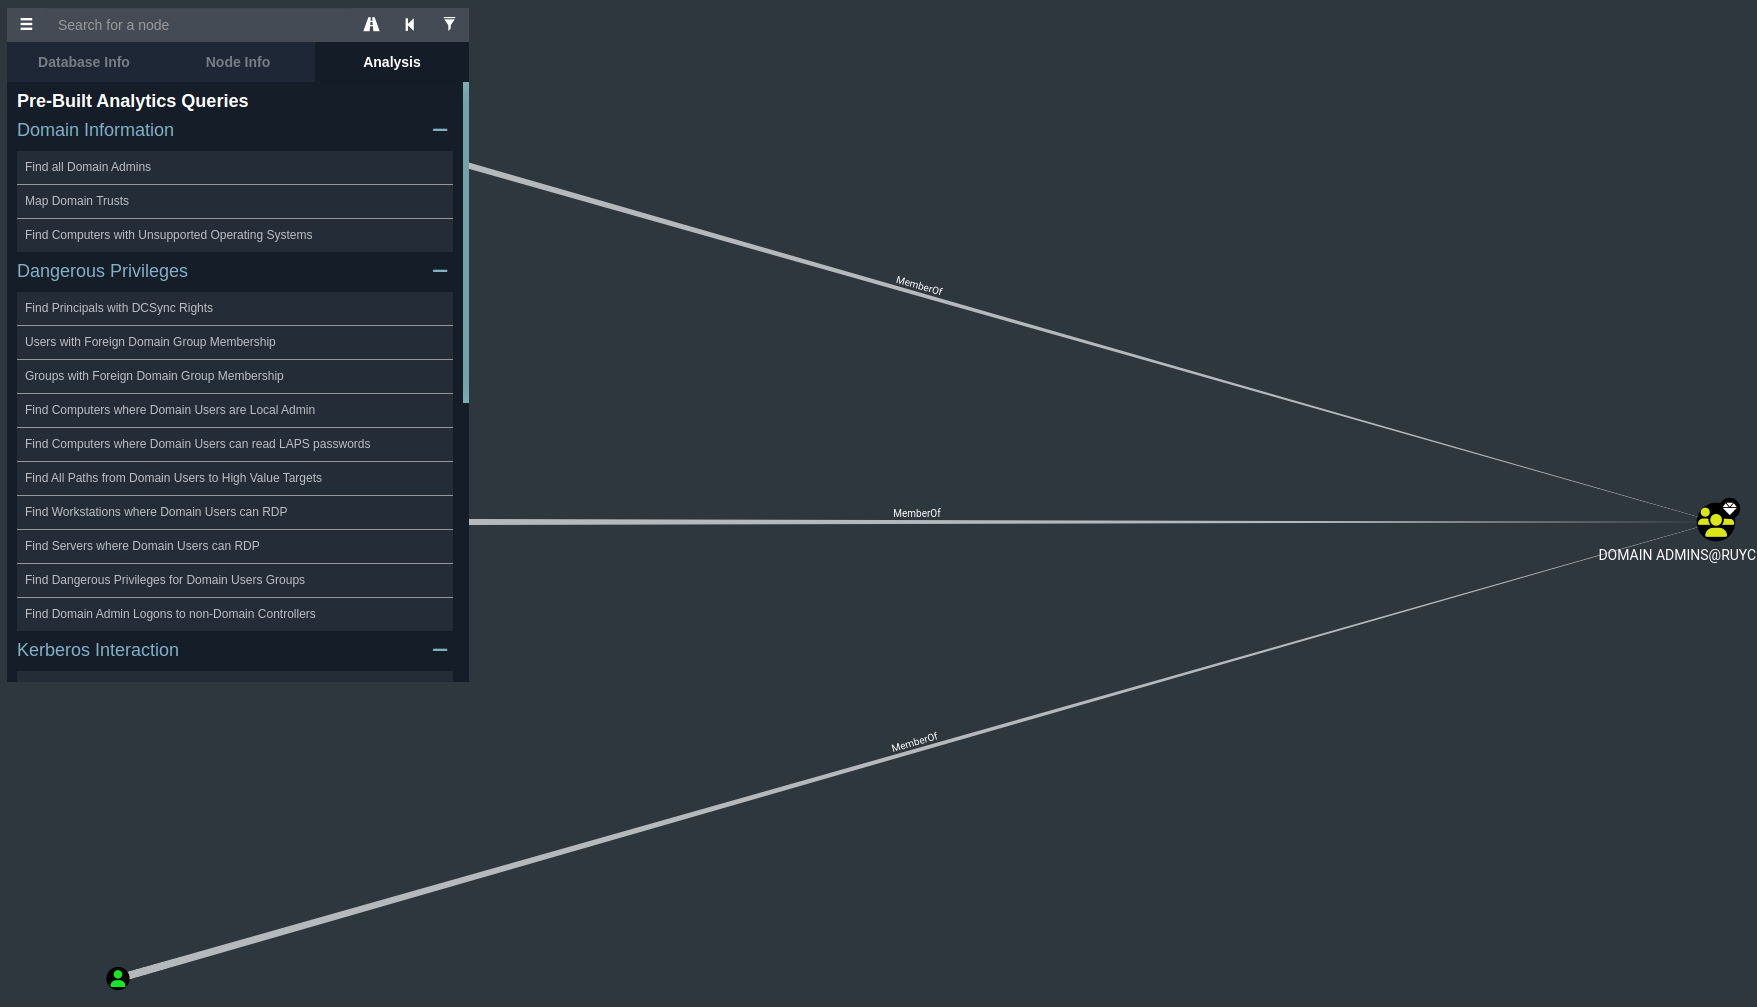 Search for a node
Database Info
Node Info
Analysis
Pre-Built Analytics Queries
Domain Information
Find all Domain Admins
Map Domain Trusts
Find Computers with Unsupported Operating Systems
Dangerous Privileges
Find Principals with DCSync Rights
Users with Foreign Domain Group Membership
Groups with Foreign Domain Group Membership
Find Computers where Domain Users are Local Admin
Find Computers where Domain Users can read LAPS passwords
Find All Paths from Domain Users to High Value Targets
Find Workstations where Domain Users can RDP
Find Servers where Domain Users can RDP
Find Dangerous Privileges for Domain Users Groups
Find Domain Admin Logons to non-Domain Controllers
Kerberos Interaction
MemberOf
MemberOf
DOMAIN ADMINS@RUYC
MemberOf